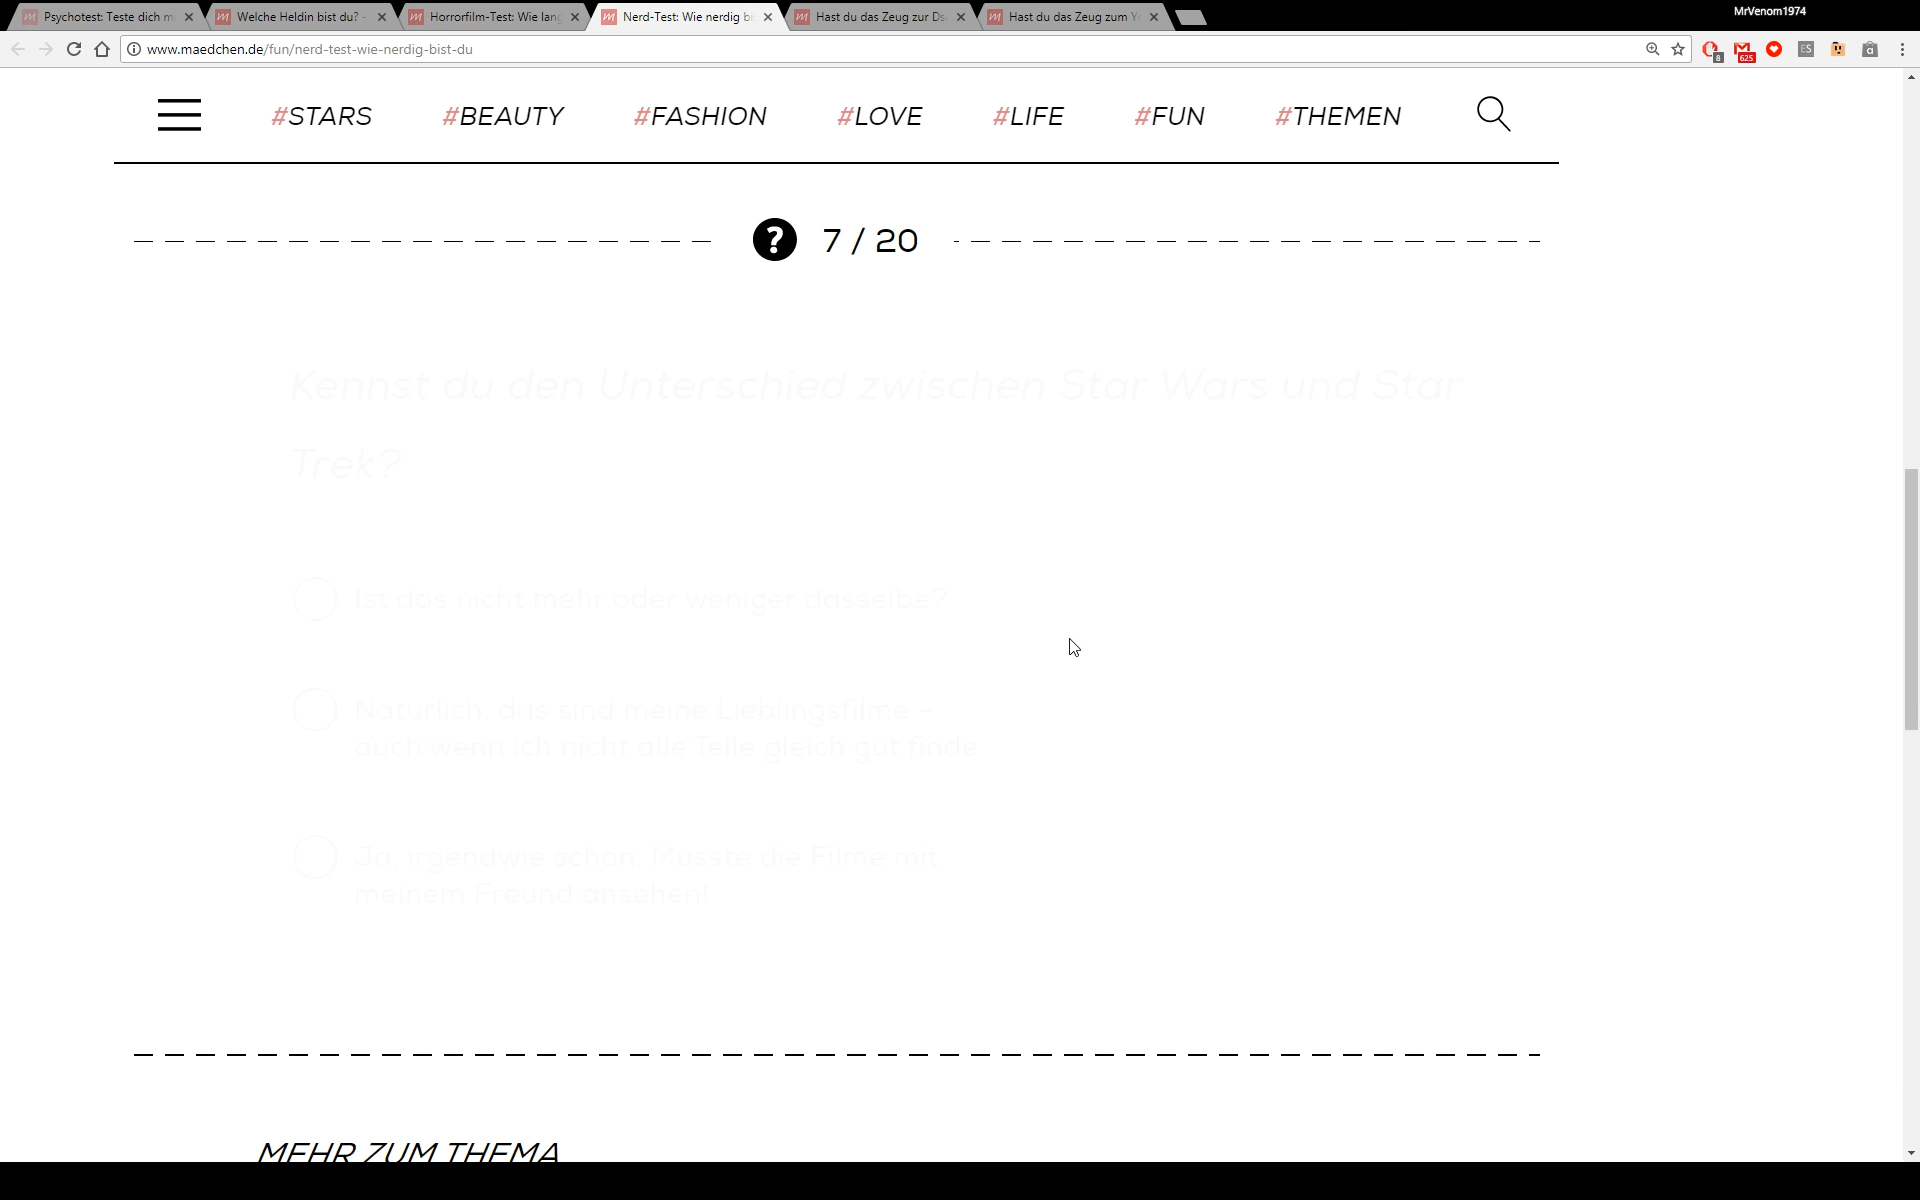 Psychotest: Teste dich m
Welche Heldin bist du? -
Horrorfilm-Test: Wie lang
Nerd-Test: Wie nerdig bi
Hast du das Zeug zur Ds
Hast du das Zeug zum Y
MrVenom1974
www.maedchen.de/fun/nerd-test-wie-nerdig-bist-du
8
625
ES
#STARS #BEAUTY #FASHION #LOVE #LIFE #FUN #THEMEN
? 7 / 20
Kennst du den Unterschied zwischen Star Wars und Star
Trek?
Ist das nicht mehr oder weniger dasselbe?
Natürlich, das sind meine Lieblingsfilme –
auch wenn ich nicht alle Teile gleich gut finde
Ja, irgendwie schon. Musste die Filme mit
meinem Freund ansehen!
MEHR ZUM THEMA